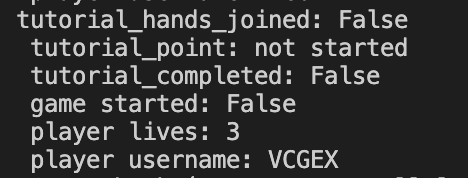 tutorial_hands_joined: False
tutorial_point: not started
tutorial_completed: False
game started: False
player lives: 3
player username: VCGEX